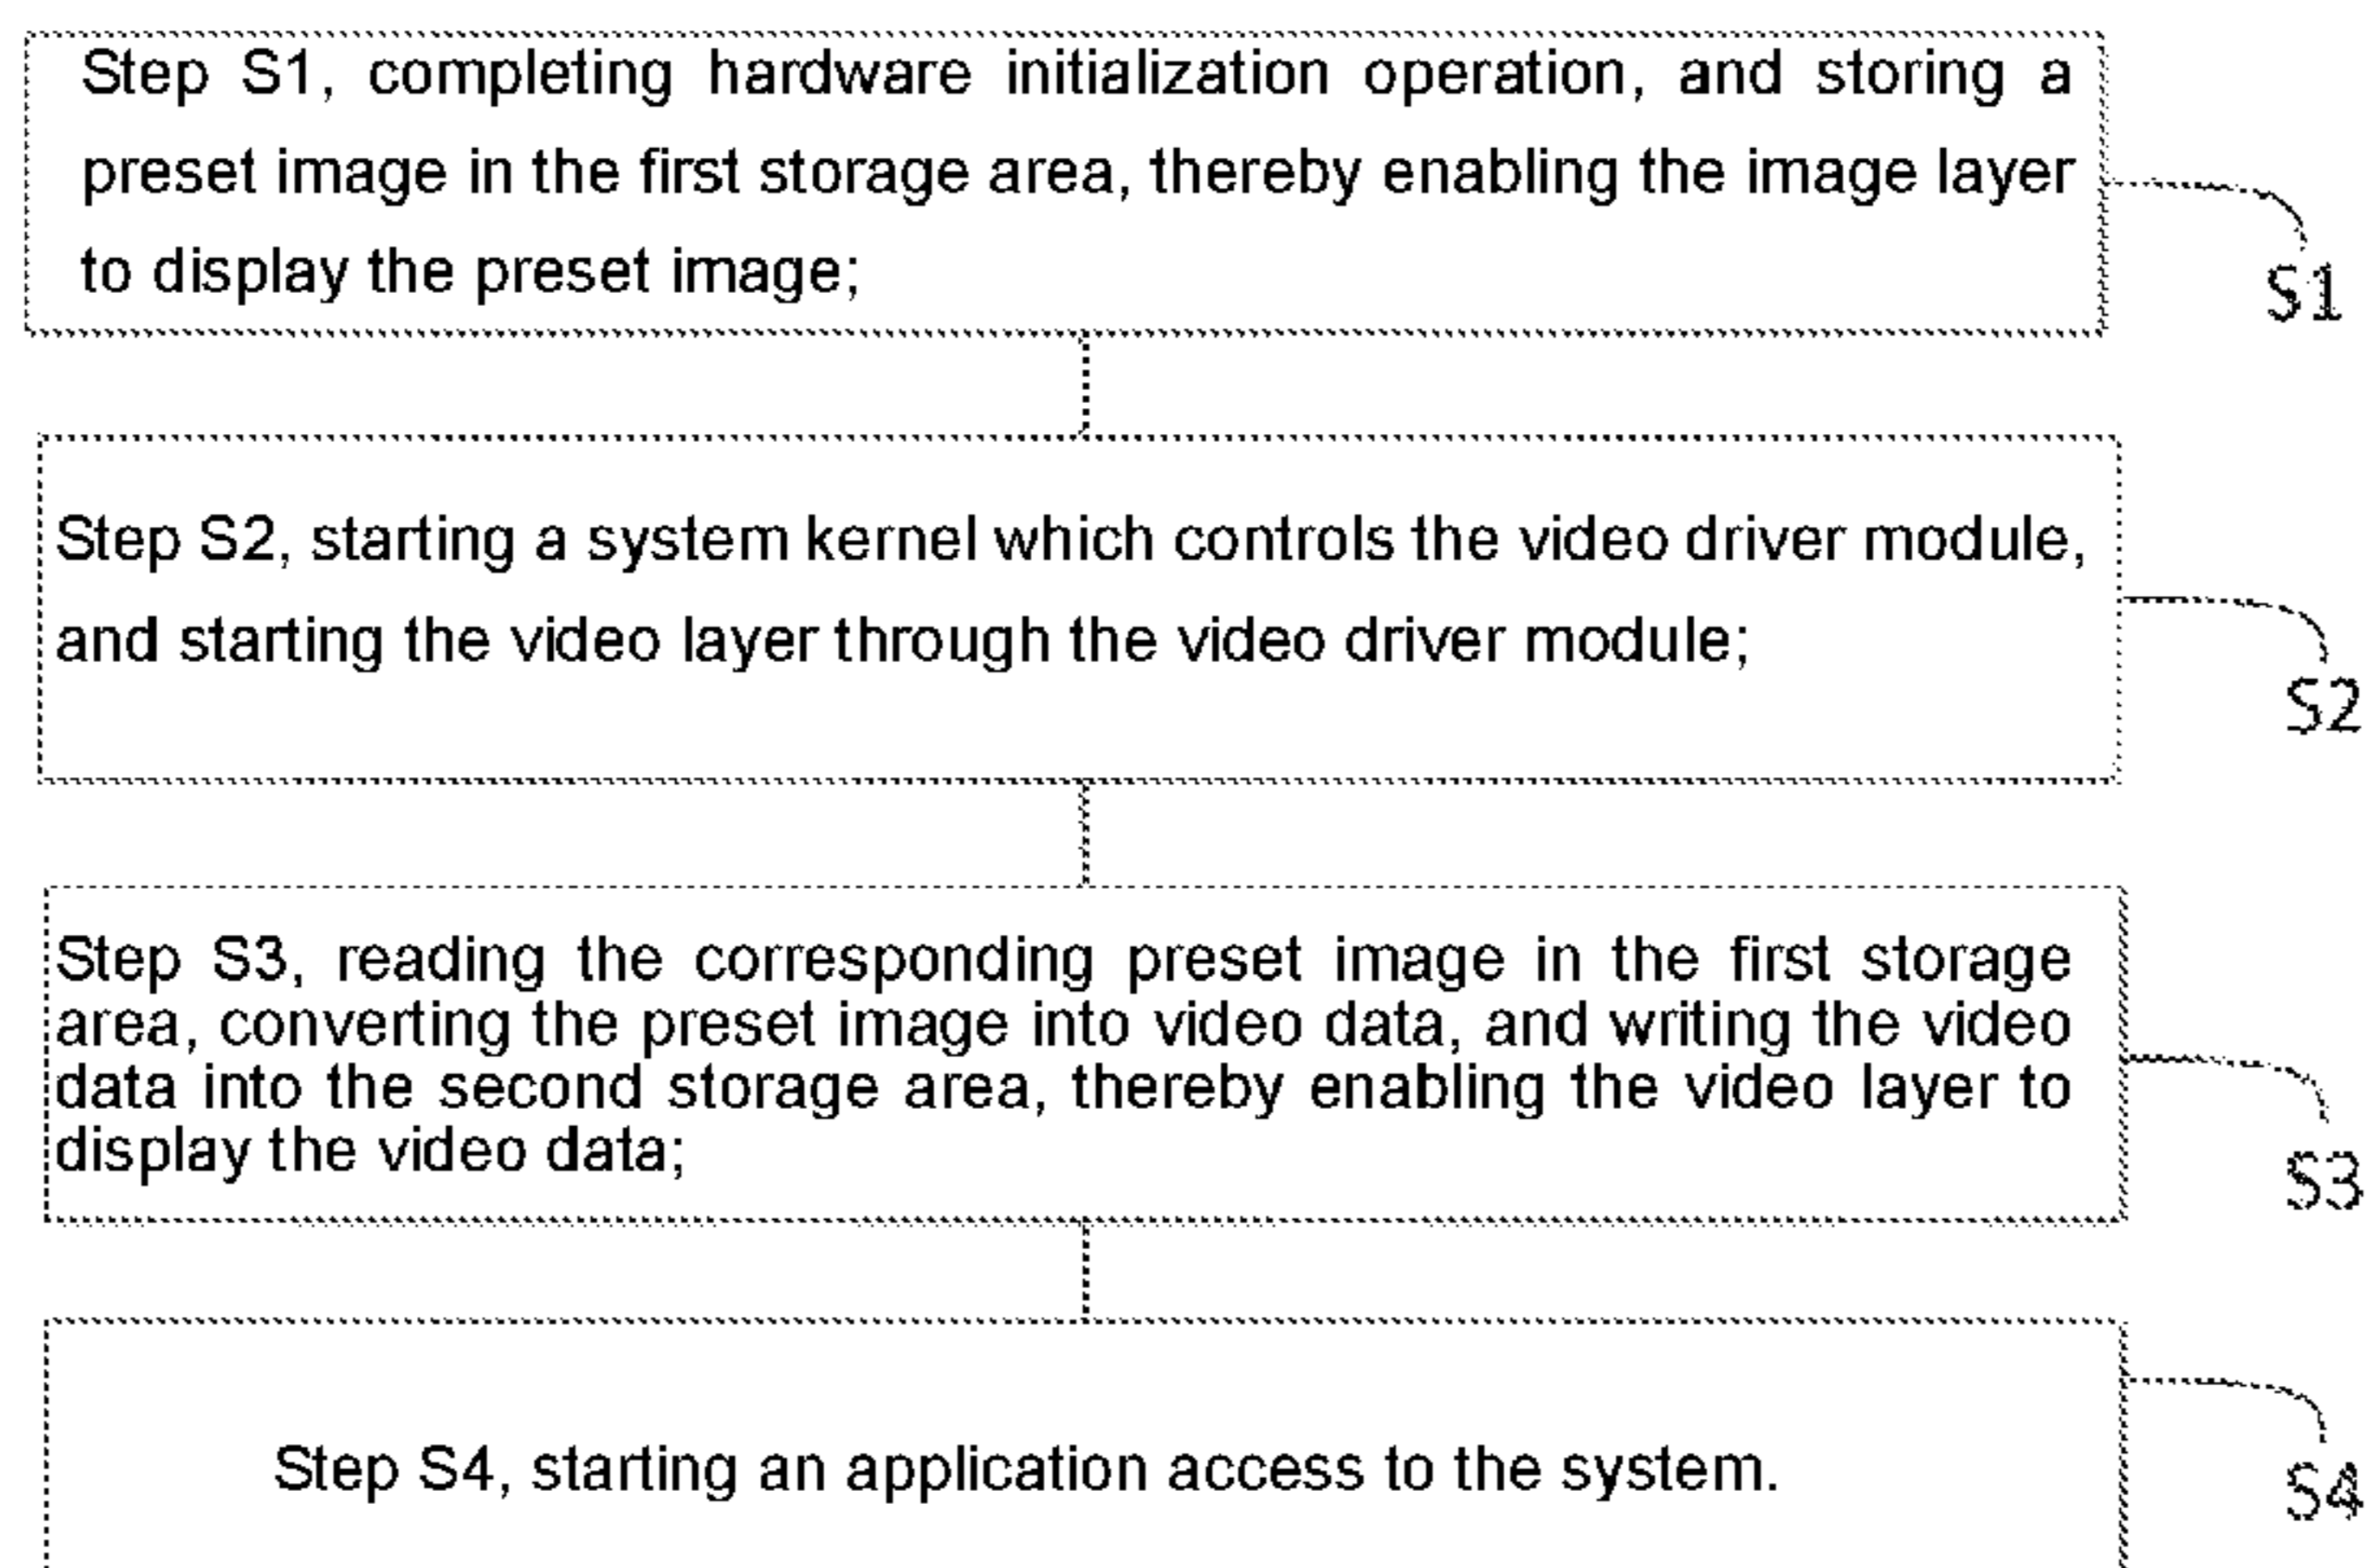 Step S1, completing hardware initialization operation, and storing a
preset image in the first storage area, thereby enabling the image layer
to display the preset image;
S1
Step S2, starting a system kernel which controls the video driver module,
and starting the video layer through the video driver module;
S2
Step S3, reading the corresponding preset image in the first storage
area, converting the preset image into video data, and writing the video
data into the second storage area, thereby enabling the video layer to
display the video data;
S3
Step S4, starting an application access to the system.
S4